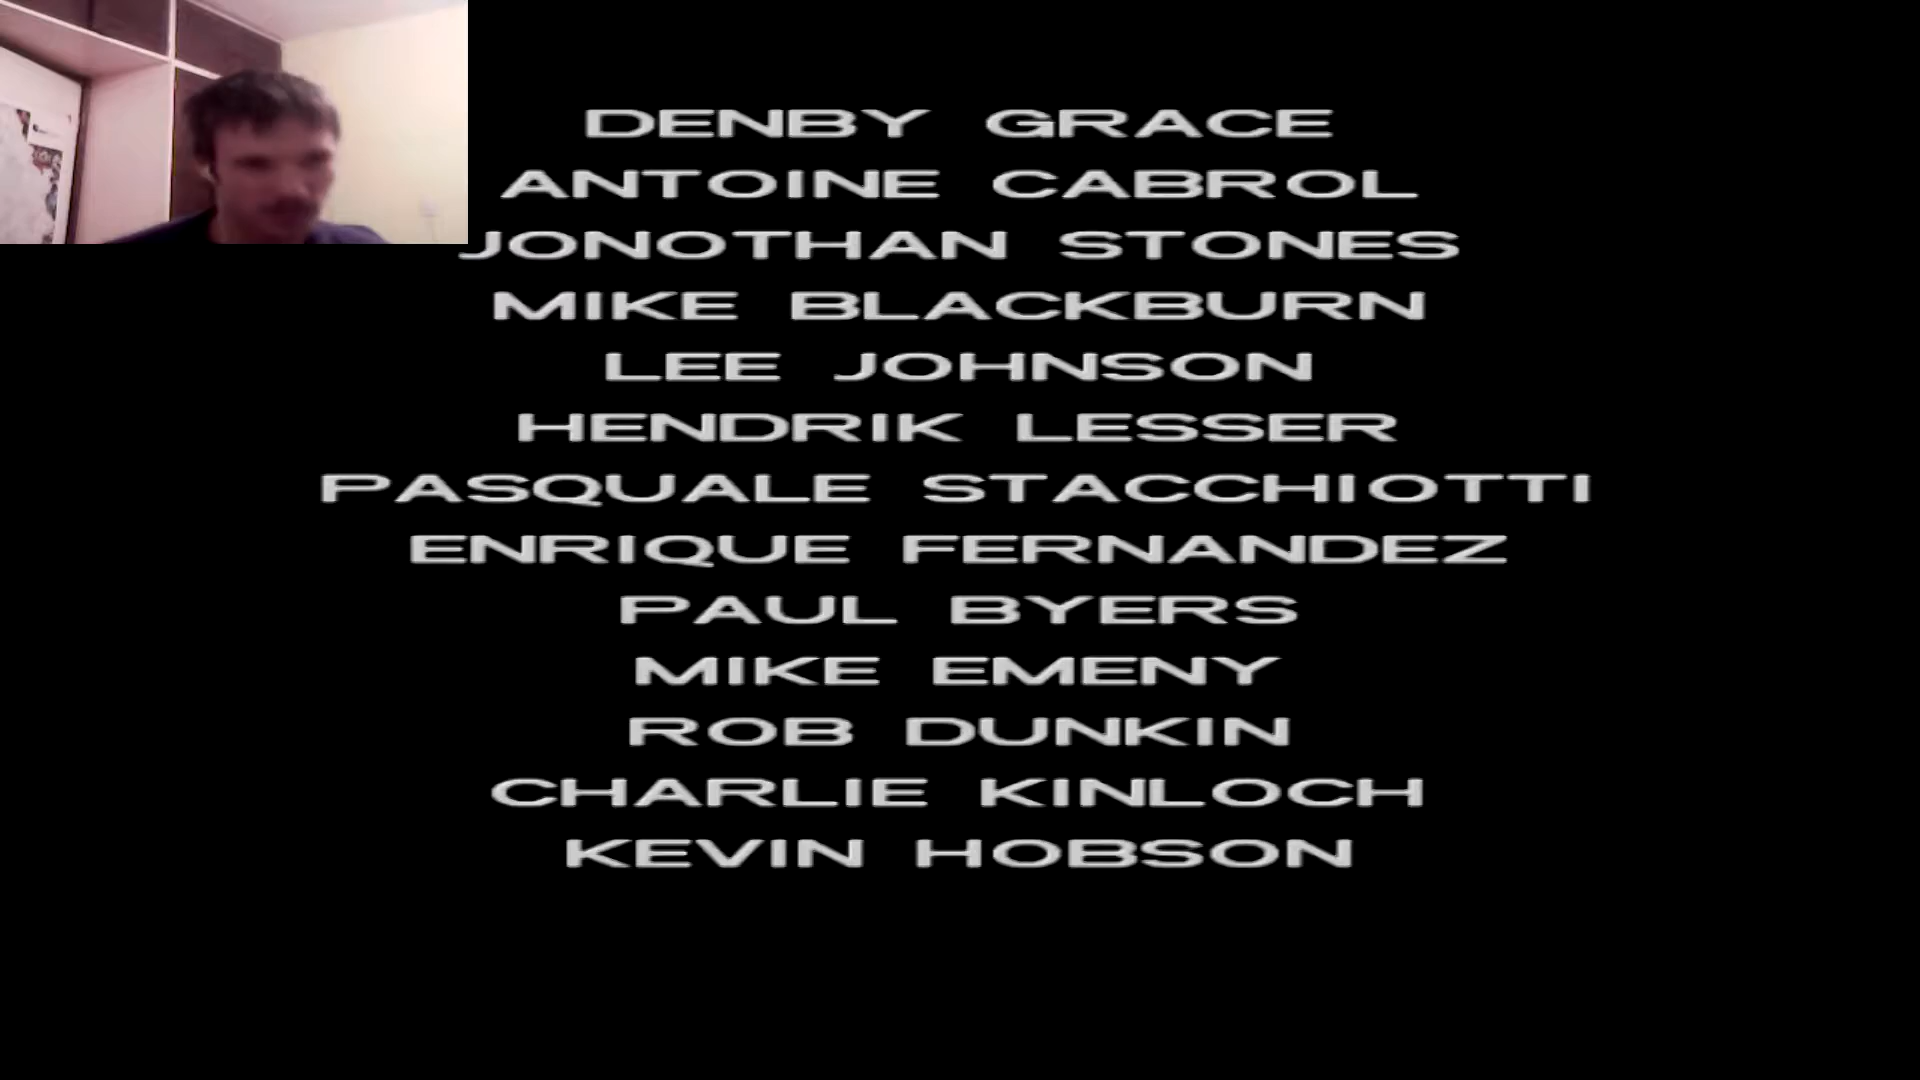 DENBY GRACE
ANTOINE CABROL
JONOTHAN STONES
MIKE BLACKBURN
LEE JOHNSON
HENDRIK LESSER
PASQUALE STACCHIOTTI
ENRIQUE FERNANDEZ
PAUL BYERS
MIKE EMENY
ROB DUNKIN
CHARLIE KINLOCH
KEVIN HOBSON